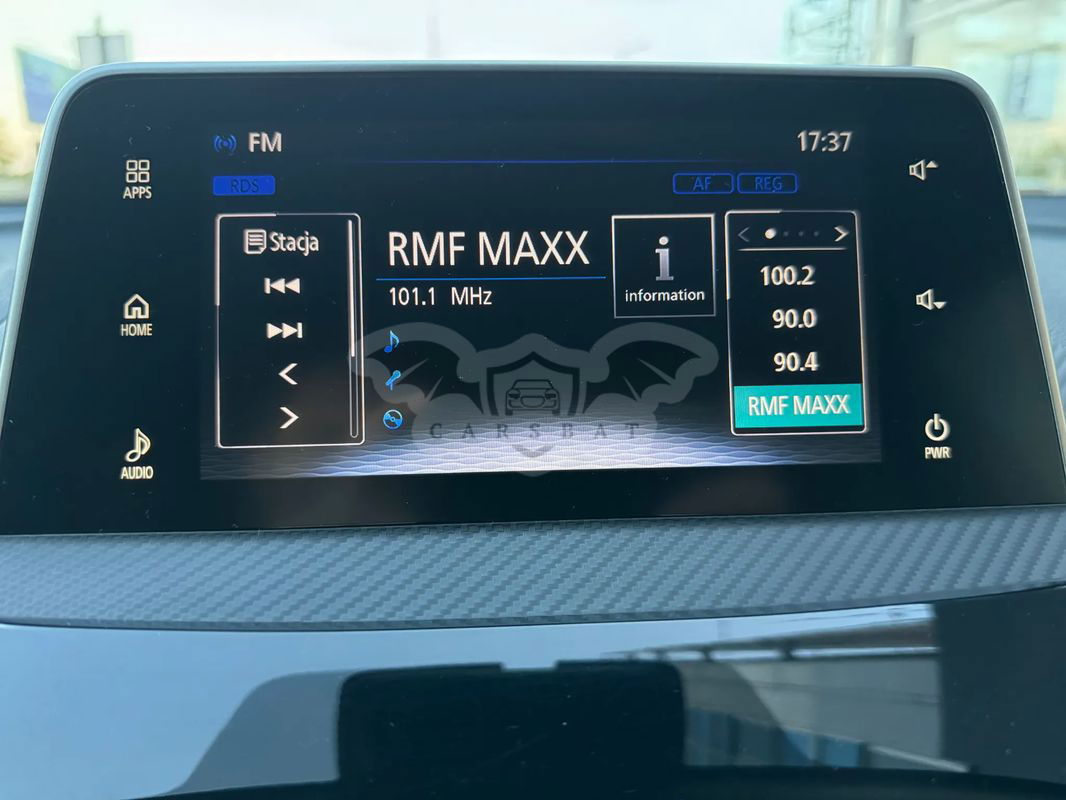 FM
17:37
APPS
RDS
AF
REG
Stacja
RMF MAXX
101.1 MHz
information
100.2
90.0
90.4
RMF MAXX
HOME
AUDIO
PWR
CARSBAT